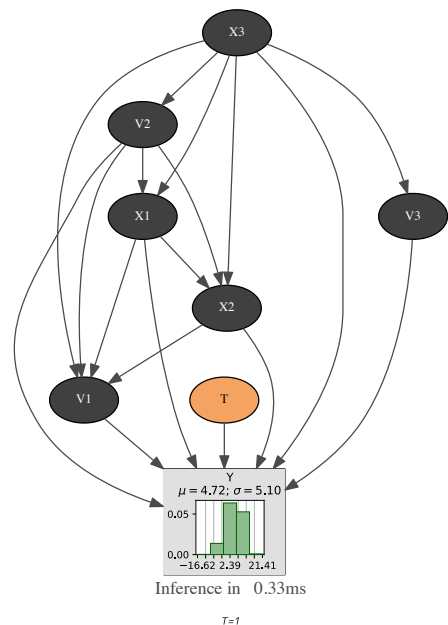 X3
V2
X1
V3
X2
V1
T
Y
μ = 4.72; σ = 5.10
0.05
0.00
−16.62 2.39 21.41
Inference in 0.33ms
T=1